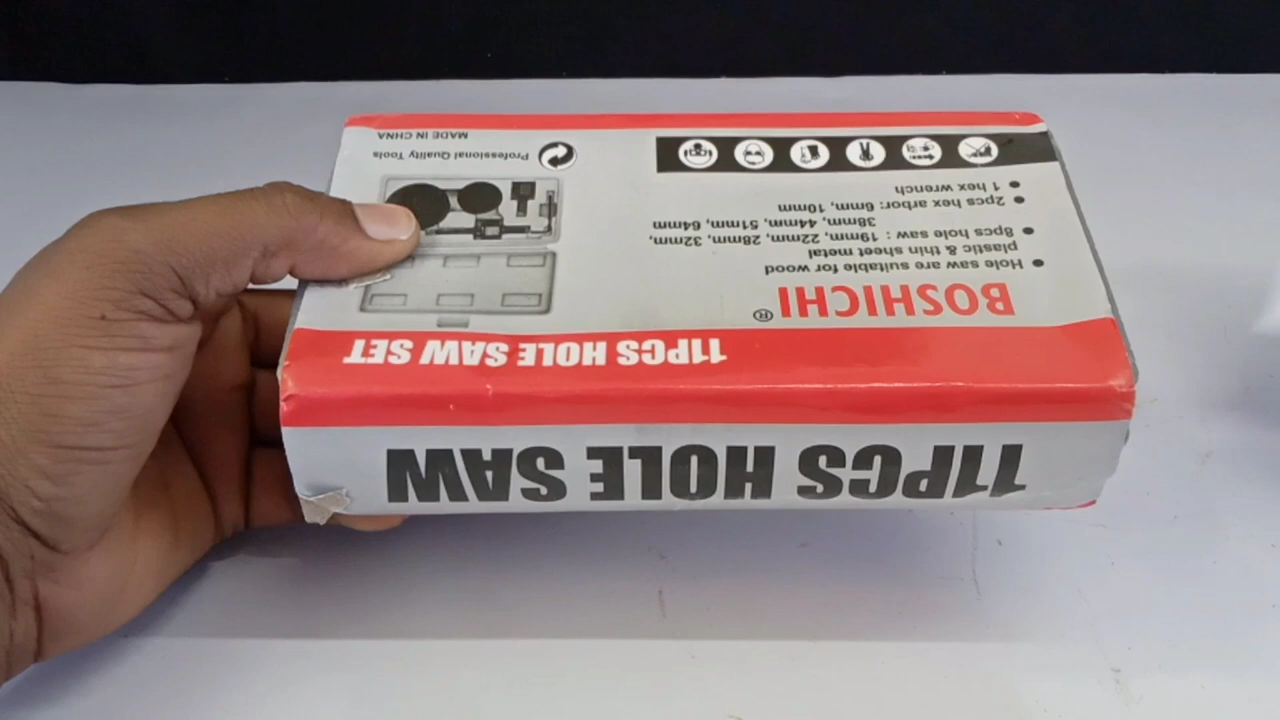 11PCS HOLE SAW
11PCS HOLE SAW SET
BOSHICHI®
● Hole saw are suitable for wood
plastic & thin sheet metal
● 8pcs hole saw : 19mm, 22mm, 28mm, 32mm,
38mm, 44mm, 51mm, 64mm
● 2pcs hex arbor: 6mm, 10mm
● 1 hex wrench
Professional Quality Tools
MADE IN CHNA